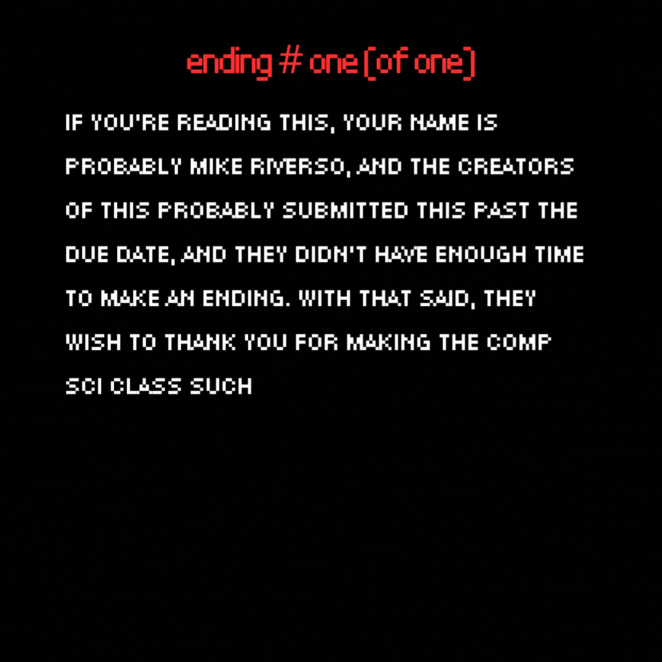 ending # one (of one)
IF YOU'RE READING THIS, YOUR NAME IS
PROBABLY MIKE RIVERSO, AND THE CREATORS
OF THIS PROBABLY SUBMITTED THIS PAST THE
DUE DATE, AND THEY DIDN'T HAVE ENOUGH TIME
TO MAKE AN ENDING. WITH THAT SAID, THEY
WISH TO THANK YOU FOR MAKING THE COMP
SCI CLASS SUCH